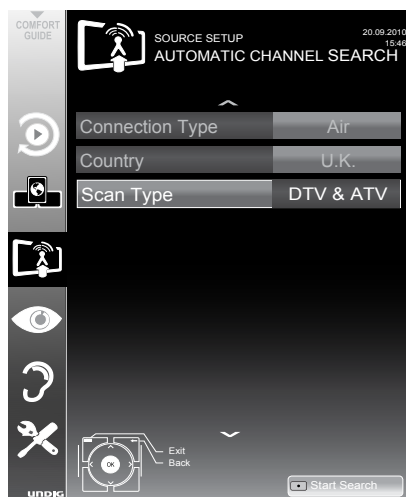 COMFORT
GUIDE
SOURCE SETUP
AUTOMATIC CHANNEL SEARCH
20.09.2010
15:46
Connection Type
Air
Country
U.K.
Scan Type
DTV & ATV
OK
Exit
Back
Start Search